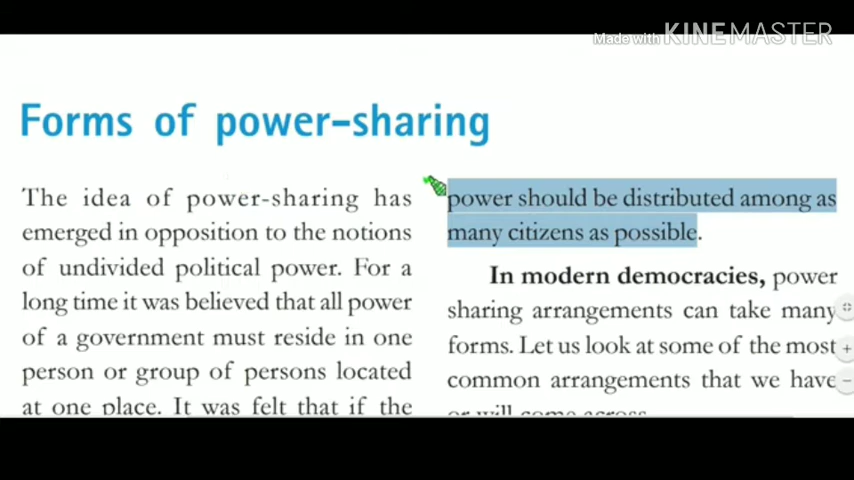 Made with KINEMASTER
Forms of power-sharing
The idea of power-sharing has
emerged in opposition to the notions
of undivided political power. For a
long time it was believed that all power
of a government must reside in one
person or group of persons located
at one place. It was felt that if the
power should be distributed among as
many citizens as possible.
In modern democracies, power
sharing arrangements can take many
forms. Let us look at some of the most
common arrangements that we have
or will come across.